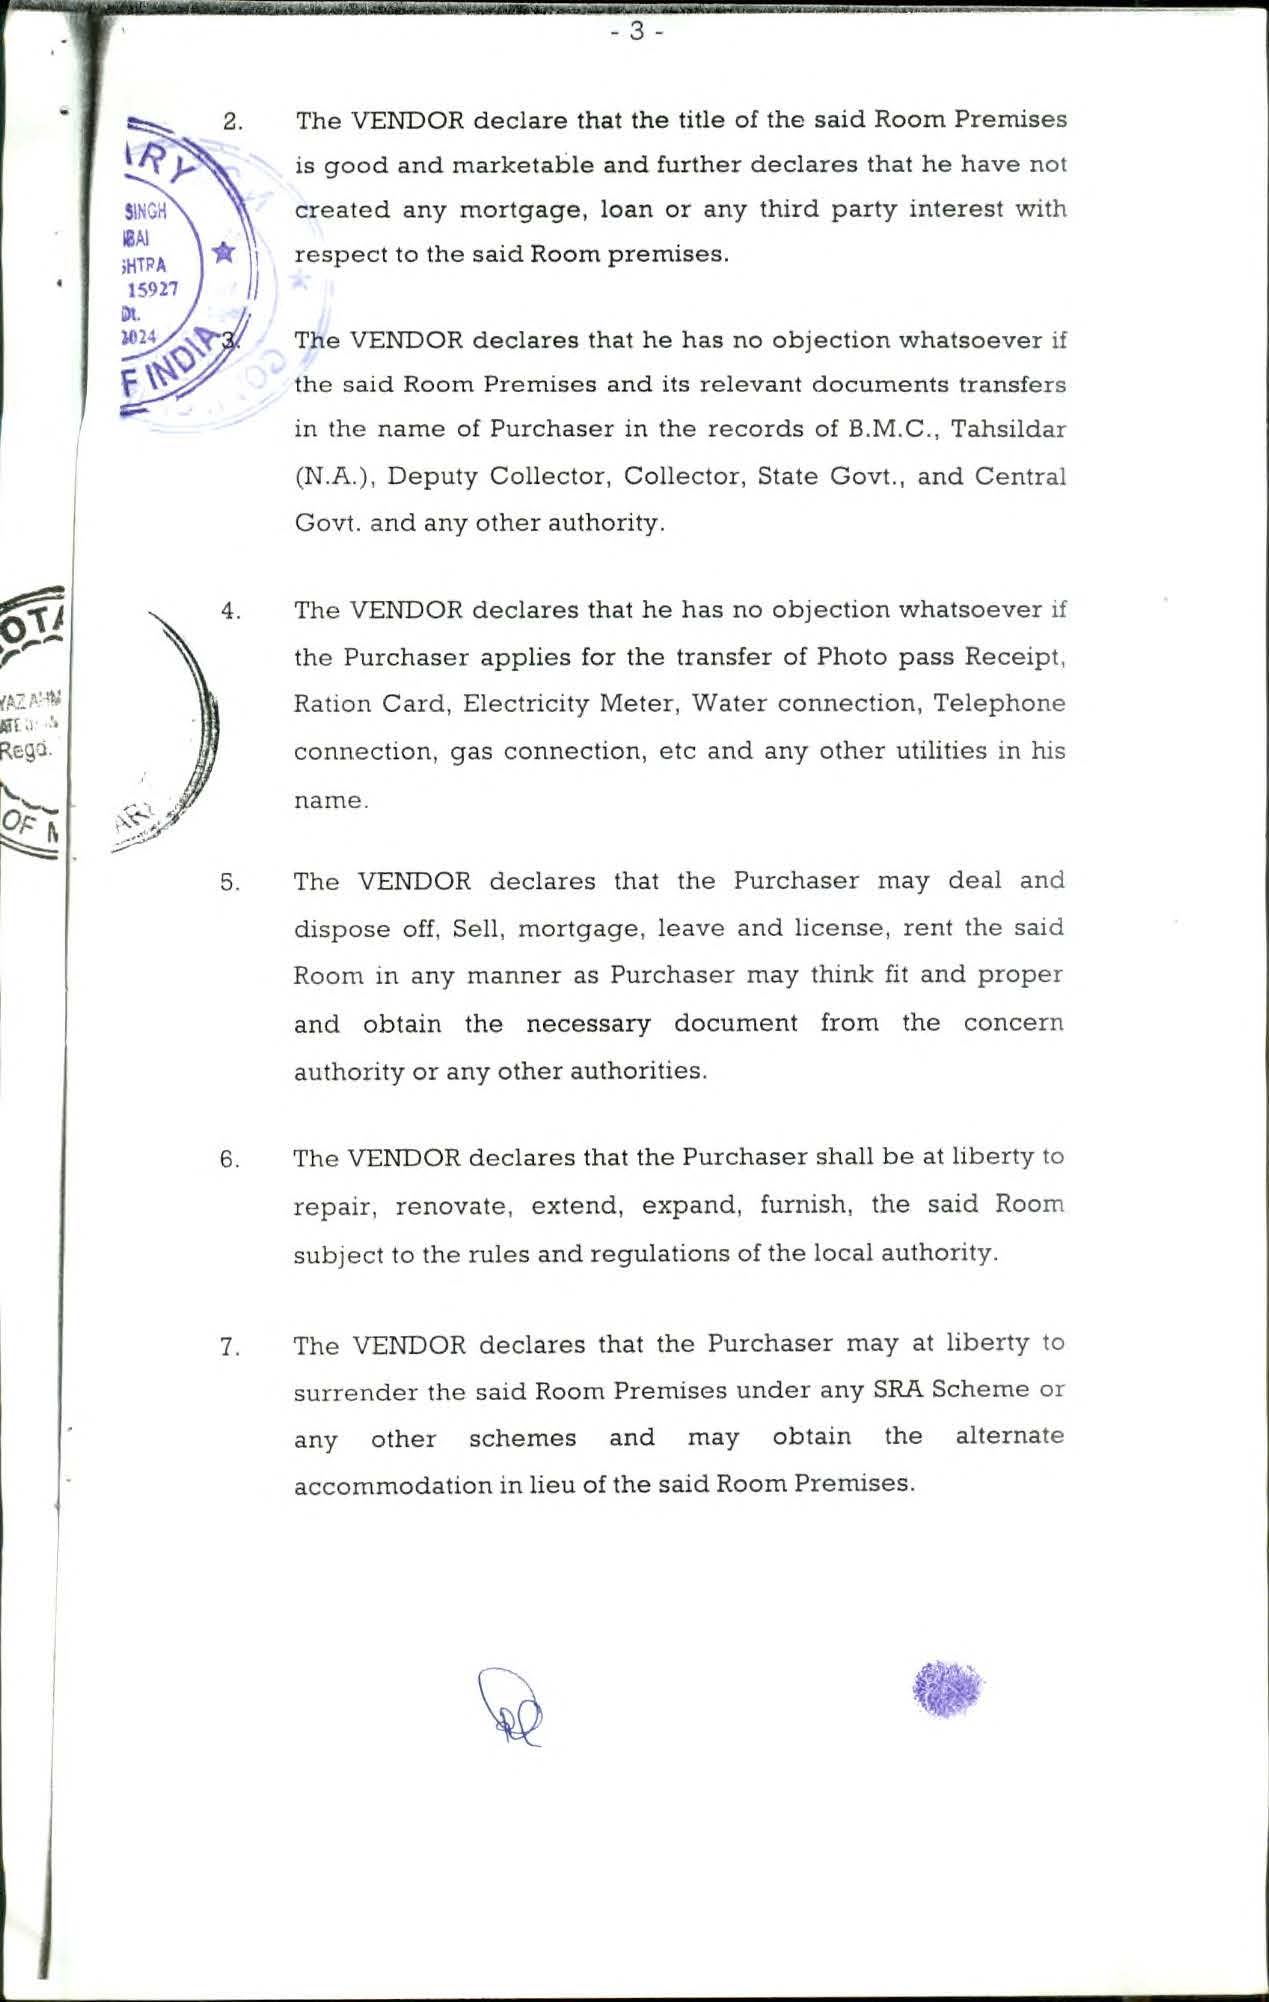 - 3 -
2. The VENDOR declare that the title of the said Room Premises
is good and marketable and further declares that he have not
created any mortgage, loan or any third party interest with
respect to the said Room premises.
3. The VENDOR declares that he has no objection whatsoever if
the said Room Premises and its relevant documents transfers
in the name of Purchaser in the records of B.M.C., Tahsildar
(N.A.), Deputy Collector, Collector, State Govt., and Central
Govt. and any other authority.
4. The VENDOR declares that he has no objection whatsoever if
the Purchaser applies for the transfer of Photo pass Receipt,
Ration Card, Electricity Meter, Water connection, Telephone
connection, gas connection, etc and any other utilities in his
name.
5. The VENDOR declares that the Purchaser may deal and
dispose off, Sell, mortgage, leave and license, rent the said
Room in any manner as Purchaser may think fit and proper
and obtain the necessary document from the concern
authority or any other authorities.
6. The VENDOR declares that the Purchaser shall be at liberty to
repair, renovate, extend, expand, furnish, the said Room
subject to the rules and regulations of the local authority.
7. The VENDOR declares that the Purchaser may at liberty to
surrender the said Room Premises under any SRA Scheme or
any other schemes and may obtain the alternate
accommodation in lieu of the said Room Premises.
RY
SINGH
15927
Dt.
2024
F INDIA
Regd.
OF